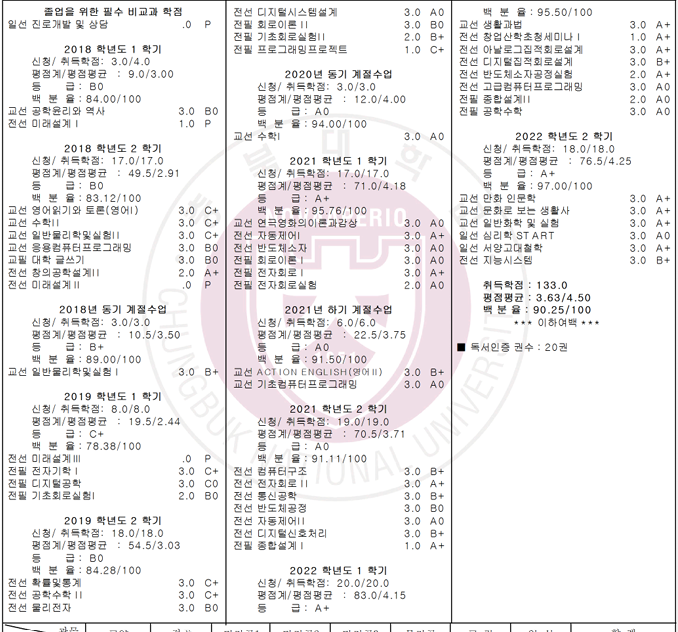 졸업을 위한 필수 비교과 학점
일선 진로개발 및 상담 .0 P
2018 학년도 1 학기
신청/ 취득학점: 3.0/4.0
평점계/평점평균 : 9.0/3.00
등 급: B0
백 분 율: 84.00/100
교선 공학윤리와 역사 3.0 B0
전선 미래설계Ⅰ 1.0 P
2018 학년도 2 학기
신청/ 취득학점: 17.0/17.0
평점계/평점평균 : 49.5/2.91
등 급: B0
백 분 율: 83.12/100
교선 영어읽기와 토론(영어Ⅰ) 3.0 C+
교선 수학Ⅱ 3.0 C+
교선 일반물리학및실험Ⅱ 3.0 C+
교선 응용컴퓨터프로그래밍 3.0 B0
교필 대학 글쓰기 3.0 B0
전선 창의공학설계Ⅱ 2.0 A+
전선 미래설계Ⅱ .0 P
2018년 동기 계절수업
신청/ 취득학점: 3.0/3.0
평점계/평점평균 : 10.5/3.50
등 급: B+
백 분 율: 89.00/100
교선 일반물리학및실험Ⅰ 3.0 B+
2019 학년도 1 학기
신청/ 취득학점: 8.0/8.0
평점계/평점평균 : 19.5/2.44
등 급: C+
백 분 율: 78.38/100
전선 미래설계Ⅲ .0 P
전필 전자기학Ⅰ 3.0 C+
전필 디지털공학 3.0 C0
전필 기초회로실험Ⅰ 2.0 B0
2019 학년도 2 학기
신청/ 취득학점: 18.0/18.0
평점계/평점평균 : 54.5/3.03
등 급: B0
백 분 율: 84.28/100
전선 확률및통계 3.0 C+
전선 공학수학Ⅱ 3.0 C+
전선 물리전자 3.0 B0
전선 디지털시스템설계 3.0 A0
전필 회로이론Ⅱ 3.0 B0
전필 기초회로실험Ⅱ 2.0 B+
전필 프로그래밍프로젝트 1.0 C+
2020년 동기 계절수업
신청/ 취득학점: 3.0/3.0
평점계/평점평균 : 12.0/4.00
등 급: A0
백 분 율: 94.00/100
교선 수학Ⅰ 3.0 A0
2021 학년도 1 학기
신청/ 취득학점: 17.0/17.0
평점계/평점평균 : 71.0/4.18
등 급: A+
백 분 율: 95.76/100
교선 연극영화의이론과감상 3.0 A0
전선 자동제어Ⅰ 3.0 A+
전선 반도체소자 3.0 A0
전필 회로이론Ⅰ 3.0 A0
전필 전자회로Ⅰ 3.0 A+
전필 전자회로실험 2.0 A0
2021년 하기 계절수업
신청/ 취득학점: 6.0/6.0
평점계/평점평균 : 22.5/3.75
등 급: A0
백 분 율: 91.50/100
교선 ACTION ENGLISH(영어Ⅱ) 3.0 B+
교선 기초컴퓨터프로그래밍 3.0 A0
2021 학년도 2 학기
신청/ 취득학점: 19.0/19.0
평점계/평점평균 : 70.5/3.71
등 급: A0
백 분 율: 91.11/100
전선 컴퓨터구조 3.0 B+
전선 전자회로Ⅱ 3.0 A+
전선 통신공학 3.0 B+
전선 반도체공정 3.0 B0
전선 자동제어Ⅱ 3.0 A0
전선 디지털신호처리 3.0 B+
전필 종합설계Ⅰ 1.0 A+
2022 학년도 1 학기
신청/ 취득학점: 20.0/20.0
평점계/평점평균 : 83.0/4.15
등 급: A+
백 분 율: 95.50/100
교선 생활과법 3.0 A+
전선 창업산학초청세미나Ⅰ 1.0 A+
전선 아날로그집적회로설계 3.0 A+
전선 디지털집적회로설계 3.0 B+
전선 반도체소자공정실험 2.0 A+
전선 고급컴퓨터프로그래밍 3.0 A0
전필 종합설계Ⅱ 2.0 A0
전필 공학수학 3.0 A0
2022 학년도 2 학기
신청/ 취득학점: 18.0/18.0
평점계/평점평균 : 76.5/4.25
등 급: A+
백 분 율: 97.00/100
교선 만화 인문학 3.0 A+
교선 문화로 보는 생활사 3.0 A+
교선 일반화학 및 실험 3.0 A+
일선 심리학 START 3.0 A0
일선 서양고대철학 3.0 A+
전선 지능시스템 3.0 B+
취득학점 : 133.0
평점평균 : 3.63/4.50
백 분 율 : 90.25/100
*** 이하여백 ***
■ 독서인증 권수 : 20권
CHUNGBUK NATIONAL UNIVERSI